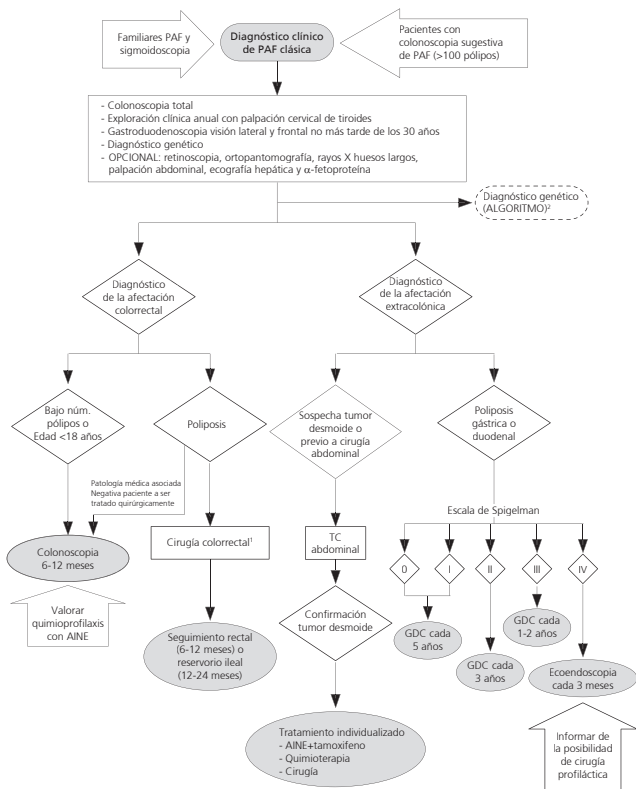 Familiares PAF y
sigmoidoscopia
Diagnóstico clínico
de PAF clásica
Pacientes con
colonoscopia sugestiva
de PAF (>100 pólipos)
- Colonoscopia total
- Exploración clínica anual con palpación cervical de tiroides
- Gastroduodenoscopia visión lateral y frontal no más tarde de los 30 años
- Diagnóstico genético
- OPCIONAL: retinoscopia, ortopantomografía, rayos X huesos largos,
palpación abdominal, ecografía hepática y α-fetoproteína
Diagnóstico genético
(ALGORITMO)²
Diagnóstico
de la afectación
colorrectal
Diagnóstico
de la afectación
extracolónica
Bajo núm.
pólipos o
Edad <18 años
Poliposis
Sospecha tumor
desmoide o
previo a cirugía
abdominal
Poliposis
gástrica o
duodenal
Patología médica asociada
Negativa paciente a ser
tratado quirúrgicamente
Escala de Spigelman
Colonoscopia
6-12 meses
Cirugía colorrectal¹
TC
abdominal
0
I
II
III
IV
Valorar
quimioprofilaxis
con AINE
Seguimiento rectal
(6-12 meses) o
reservorio ileal
(12-24 meses)
Confirmación
tumor desmoide
GDC cada
5 años
GDC cada
3 años
GDC cada
1-2 años
Ecoendoscopia
cada 3 meses
Tratamiento individualizado
- AINE+tamoxifeno
- Quimioterapia
- Cirugía
Informar de
la posibilidad
de cirugía
profiláctica